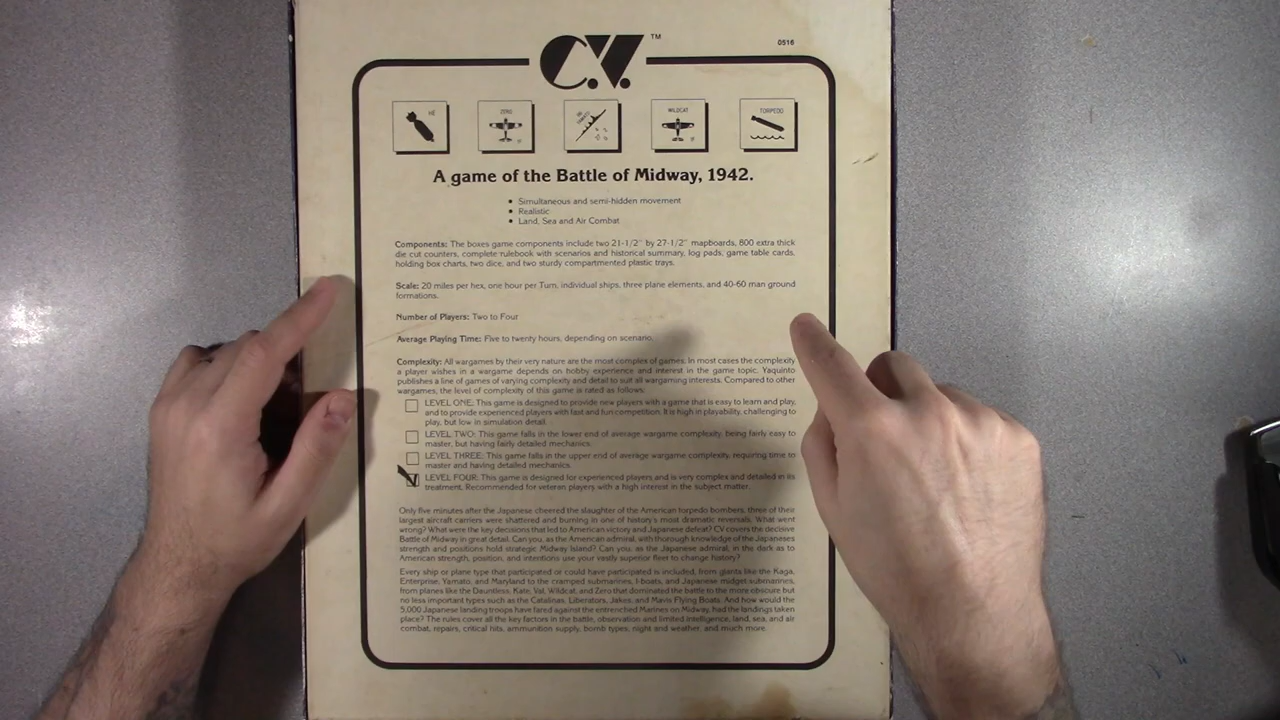 C.V. ™
0516
HE
ZERO
WILDCAT
TORPEDO
A game of the Battle of Midway, 1942.
• Simultaneous and semi-hidden movement
• Realistic
• Land, Sea and Air Combat
Components: The boxes game components include two 21-1/2" by 27-1/2" mapboards, 800 extra thick
die cut counters, complete rulebook with scenarios and historical summary, log pads, game table cards,
holding box charts, two dice, and two sturdy compartmented plastic trays.
Scale: 20 miles per hex, one hour per Turn, individual ships, three plane elements, and 40-60 man ground
formations.
Number of Players: Two to Four
Average Playing Time: Five to twenty hours, depending on scenario.
Complexity: All wargames by their very nature are the most complex of games. In most cases the complexity
a player wishes in a wargame depends on hobby experience and interest in the game topic. Yaquinto
publishes a line of games of varying complexity and detail to suit all wargaming interests. Compared to other
wargames, the level of complexity of this game is rated as follows:
LEVEL ONE: This game is designed to provide new players with a game that is easy to learn and play,
and to provide experienced players with fast and fun competition. It is high in playability, challenging to
play, but low in simulation detail.
LEVEL TWO: This game falls in the lower end of average wargame complexity, being fairly easy to
master, but having fairly detailed mechanics.
LEVEL THREE: This game falls in the upper end of average wargame complexity, requiring time to
master and having detailed mechanics.
LEVEL FOUR: This game is designed for experienced players and is very complex and detailed in its
treatment. Recommended for veteran players with a high interest in the subject matter.
Only five minutes after the Japanese cheered the slaughter of the American torpedo bombers, three of their
largest aircraft carriers were shattered and burning in one of history's most dramatic reversals. What went
wrong? What were the key decisions that led to American victory and Japanese defeat? CV covers the decisive
Battle of Midway in great detail. Can you, as the American admiral, with thorough knowledge of the Japaneses
strength and positions hold strategic Midway Island? Can you, as the Japanese admiral, in the dark as to
American strength, position, and intentions use your vastly superior fleet to change history?
Every ship or plane type that participated or could have participated is included, from giants like the Kaga,
Enterprise, Yamato, and Maryland to the cramped submarines, I-boats, and Japanese midget submarines,
from planes like the Dauntless, Kate, Val, Wildcat, and Zero that dominated the battle to the more obscure but
no less important types such as the Catalinas, Liberators, Jakes, and Mavis Flying Boats. And how would the
5,000 Japanese landing troops have fared against the entrenched Marines on Midway, had the landings taken
place? The rules cover all the key factors in the battle, observation and limited intelligence, land, sea, and air
combat, repairs, critical hits, ammunition supply, bomb types, night and weather, and much more.